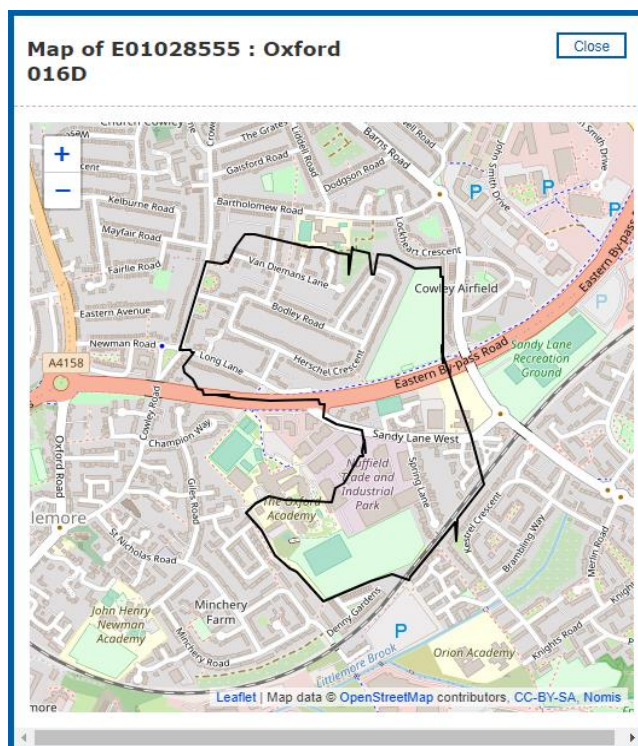 Map of E01028555 : Oxford
016D
Close
+
−
Church Cowley
The Grates
Lidden Road
Barns Road
John Smith Drive
Gaisford Road
Dodgson Road
P
P
P
Kelburne Road
Bartholomew Road
Lockheart Crescent
Mayfair Road
Fairlie Road
Van Diemans Lane
Cowley Airfield
Eastern By-pass
Eastern Avenue
Bodley Road
Newman Road
Long Lane
Herschel Crescent
Eastern By-pass Road
Sandy Lane
Recreation
Ground
A4158
Cowley Road
Champion Way
Sandy Lane West
Oxford Road
Nuffield
Trade and
Industrial
Park
Spring Lane
Giles Road
The Oxford
Academy
Kestrel Crescent
lemore
St Nicholas Road
Brambling Way
Merlin Road
Minchery
Farm
John Henry
Newman
Academy
Denny Gardens
P
Minchery Road
Knights Road
Orion Academy
Littlemore Brook
more
Leaflet | Map data © OpenStreetMap contributors, CC-BY-SA, Nomis